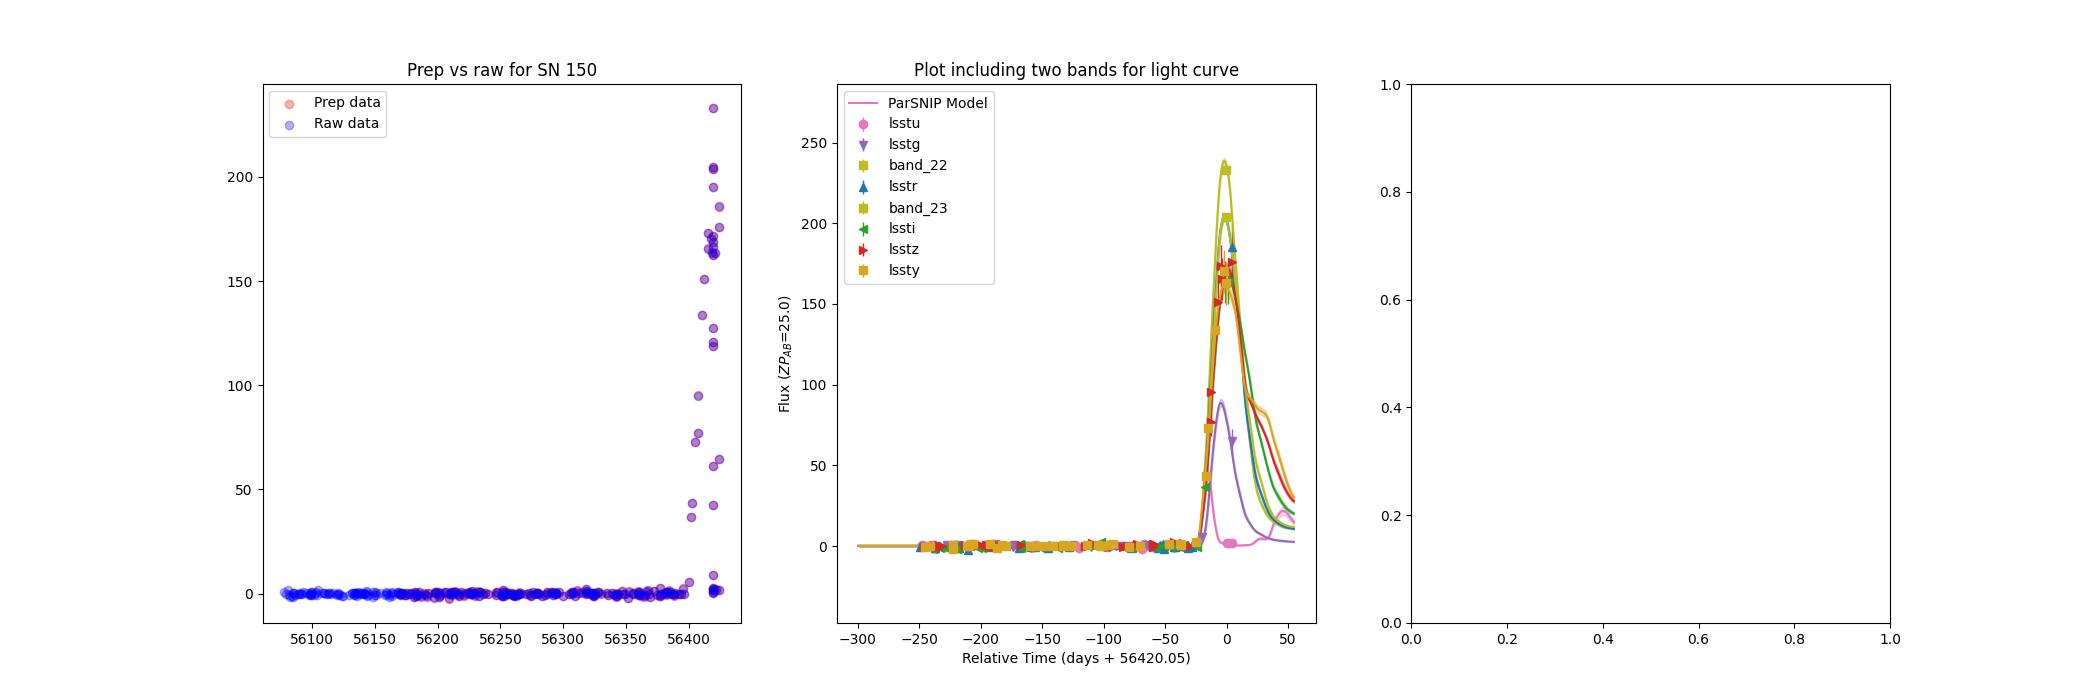 Prep vs raw for SN 150
Prep data
Raw data
200
150
100
50
0
56100 56150 56200 56250 56300 56350 56400
Plot including two bands for light curve
ParSNIP Model
lsstu
lsstg
band_22
lsstr
band_23
lssti
lsstz
lssty
Flux (ZP_AB=25.0)
250
200
150
100
50
0
−300 −250 −200 −150 −100 −50 0 50
Relative Time (days + 56420.05)
1.0
0.8
0.6
0.4
0.2
0.0
0.0 0.2 0.4 0.6 0.8 1.0